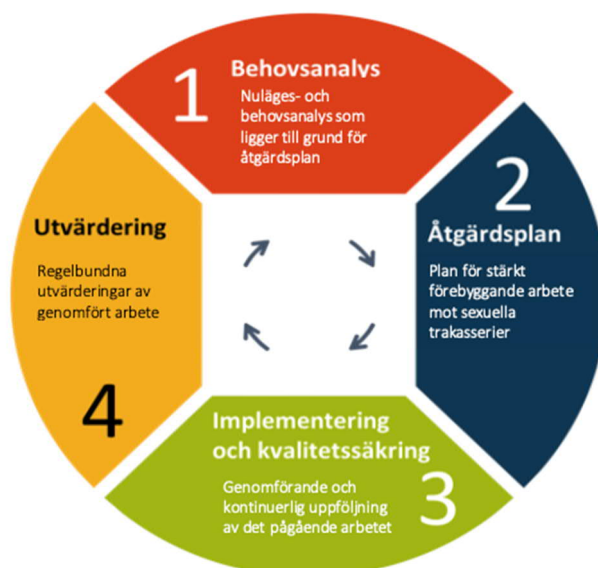 1
Behovsanalys
Nuläges- och
behovsanalys som
ligger till grund för
åtgärdsplan
2
Åtgärdsplan
Plan för stärkt
förebyggande arbete
mot sexuella
trakasserier
Implementering
och kvalitetssäkring
Genomförande och
kontinuerlig uppföljning
av det pågående arbetet
3
Utvärdering
Regelbundna
utvärderingar av
genomfört arbete
4